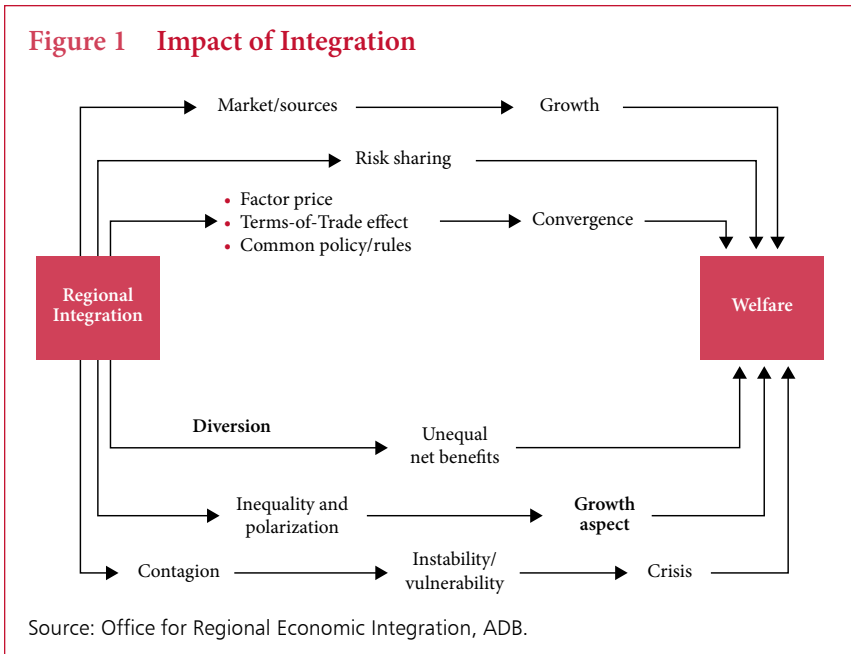 Figure 1 Impact of Integration
Market/sources
Growth
Risk sharing
• Factor price
• Terms-of-Trade effect
• Common policy/rules
Convergence
Regional
Integration
Welfare
Diversion
Unequal
net benefits
Inequality and
polarization
Growth
aspect
Contagion
Instability/
vulnerability
Crisis
Source: Office for Regional Economic Integration, ADB.